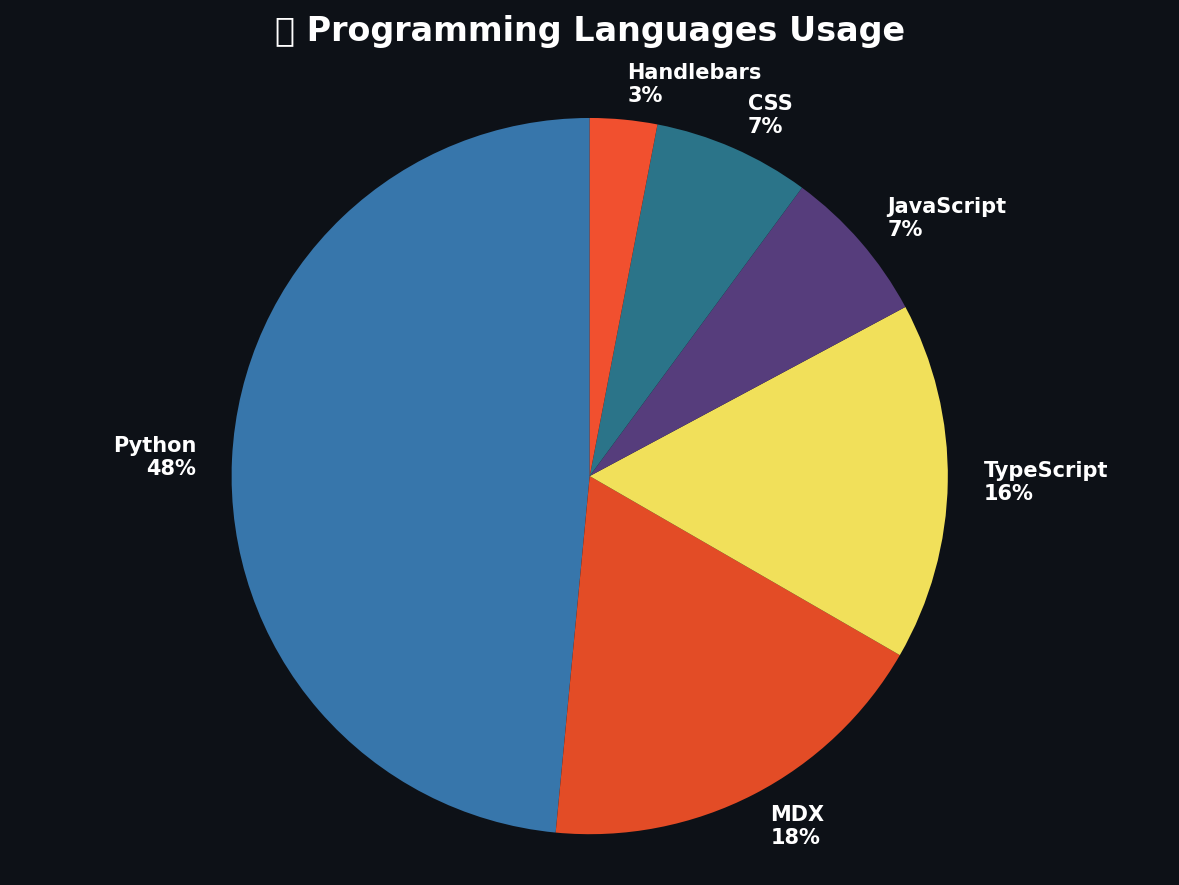 Programming Languages Usage
Handlebars
3%
CSS
7%
JavaScript
7%
Python
48%
TypeScript
16%
MDX
18%